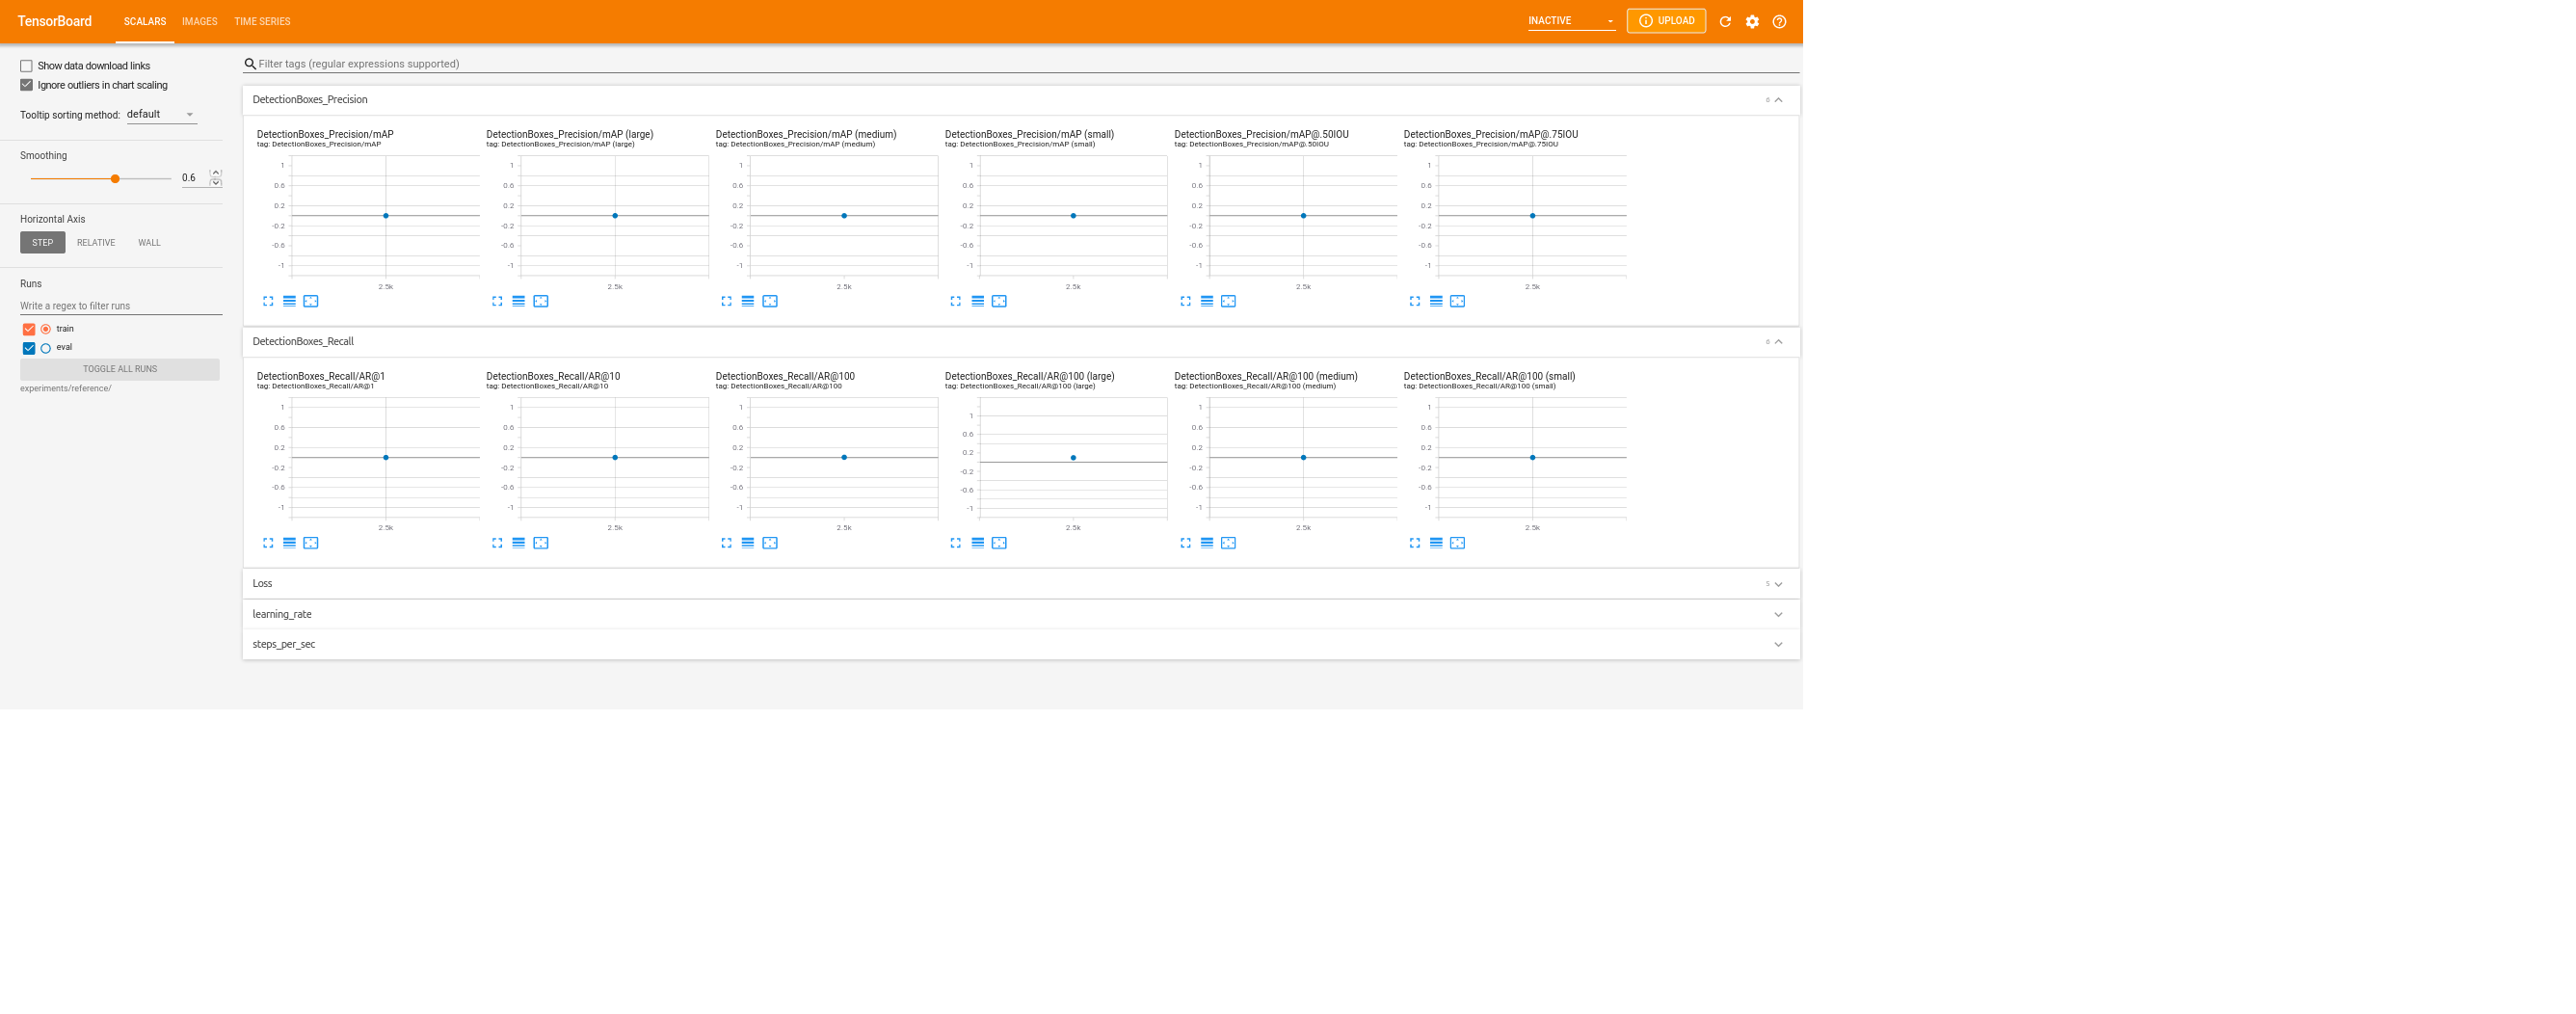 TensorBoard SCALARS IMAGES TIME SERIES INACTIVE UPLOAD
Show data download links
Ignore outliers in chart scaling
Tooltip sorting method: default
Smoothing
0.6
Horizontal Axis
STEP RELATIVE WALL
Runs
Write a regex to filter runs
train
eval
TOGGLE ALL RUNS
experiments/reference/
Filter tags (regular expressions supported)
DetectionBoxes_Precision 6
DetectionBoxes_Precision/mAP
tag: DetectionBoxes_Precision/mAP
1
0.6
0.2
-0.2
-0.6
-1
2.5k
DetectionBoxes_Precision/mAP (large)
tag: DetectionBoxes_Precision/mAP (large)
1
0.6
0.2
-0.2
-0.6
-1
2.5k
DetectionBoxes_Precision/mAP (medium)
tag: DetectionBoxes_Precision/mAP (medium)
1
0.6
0.2
-0.2
-0.6
-1
2.5k
DetectionBoxes_Precision/mAP (small)
tag: DetectionBoxes_Precision/mAP (small)
1
0.6
0.2
-0.2
-0.6
-1
2.5k
DetectionBoxes_Precision/mAP@.50IOU
tag: DetectionBoxes_Precision/mAP@.50IOU
1
0.6
0.2
-0.2
-0.6
-1
2.5k
DetectionBoxes_Precision/mAP@.75IOU
tag: DetectionBoxes_Precision/mAP@.75IOU
1
0.6
0.2
-0.2
-0.6
-1
2.5k
DetectionBoxes_Recall 6
DetectionBoxes_Recall/AR@1
tag: DetectionBoxes_Recall/AR@1
1
0.6
0.2
-0.2
-0.6
-1
2.5k
DetectionBoxes_Recall/AR@10
tag: DetectionBoxes_Recall/AR@10
1
0.6
0.2
-0.2
-0.6
-1
2.5k
DetectionBoxes_Recall/AR@100
tag: DetectionBoxes_Recall/AR@100
1
0.6
0.2
-0.2
-0.6
-1
2.5k
DetectionBoxes_Recall/AR@100 (large)
tag: DetectionBoxes_Recall/AR@100 (large)
1
0.6
0.2
-0.2
-0.6
-1
2.5k
DetectionBoxes_Recall/AR@100 (medium)
tag: DetectionBoxes_Recall/AR@100 (medium)
1
0.6
0.2
-0.2
-0.6
-1
2.5k
DetectionBoxes_Recall/AR@100 (small)
tag: DetectionBoxes_Recall/AR@100 (small)
1
0.6
0.2
-0.2
-0.6
-1
2.5k
Loss 5
learning_rate
steps_per_sec